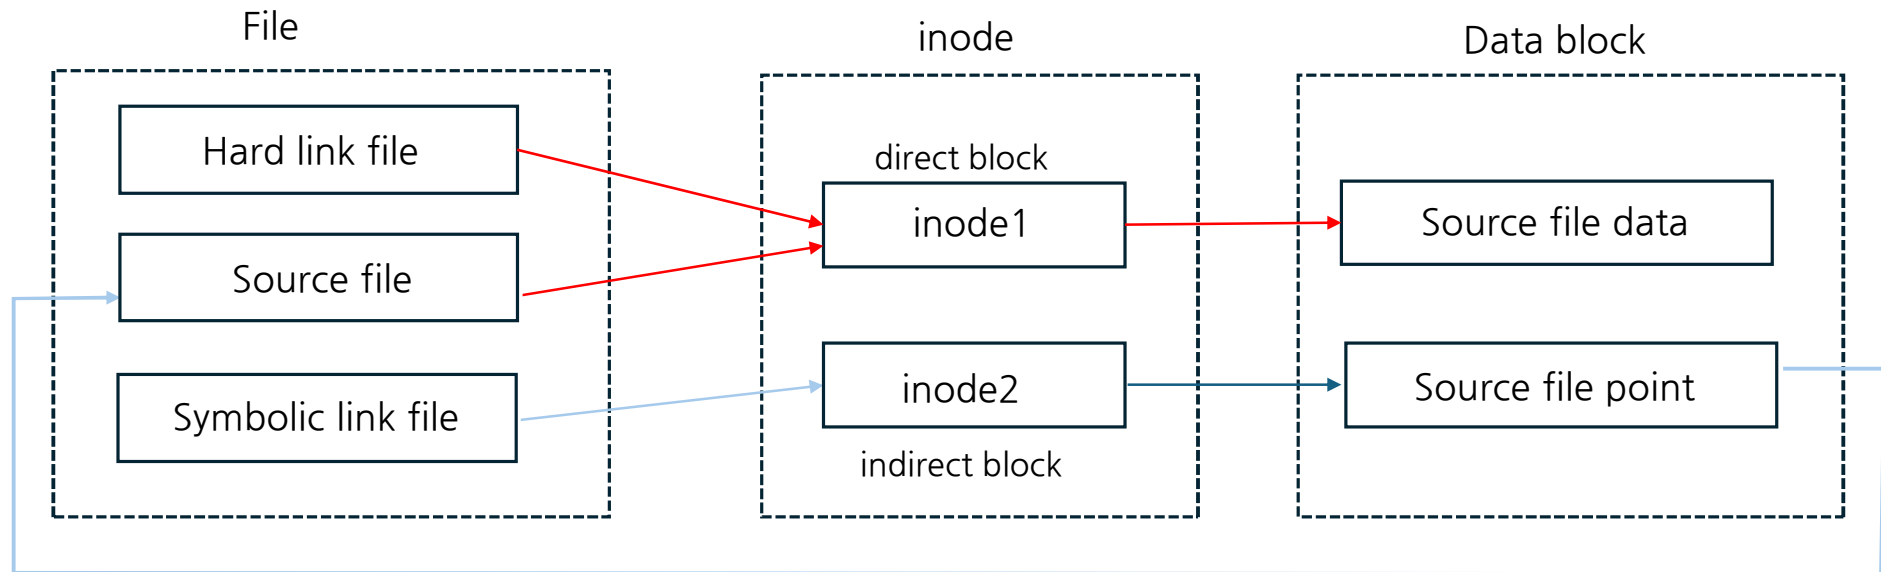 File
inode
Data block
Hard link file
direct block
inode1
Source file data
Source file
Symbolic link file
inode2
Source file point
indirect block